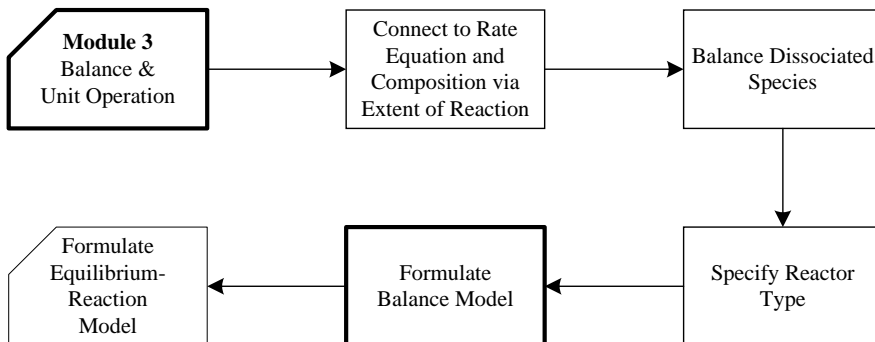 Module 3
Balance &
Unit Operation
Connect to Rate
Equation and
Composition via
Extent of Reaction
Balance Dissociated
Species
Specify Reactor
Type
Formulate
Balance Model
Formulate
Equilibrium-
Reaction
Model